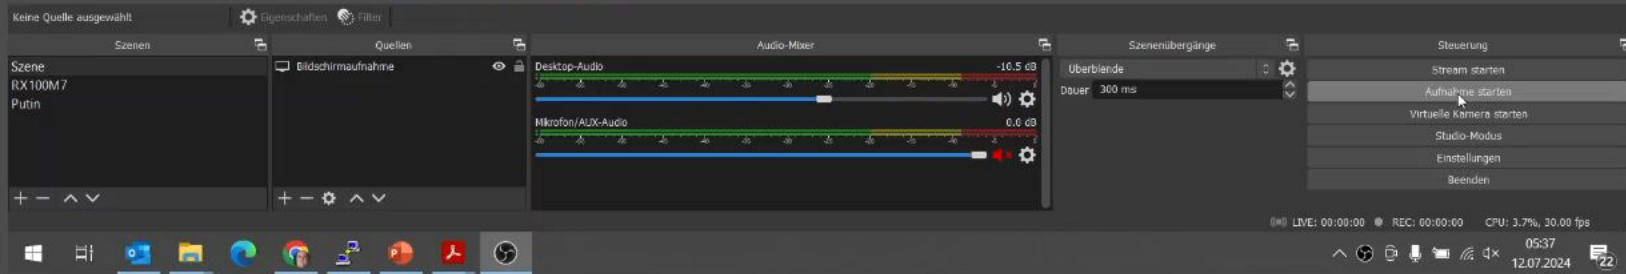 Keine Quelle ausgewählt
Eigenschaften
Filter
Szenen
Szene
RX100M7
Putin
Quellen
Bildschirmaufnahme
Audio-Mixer
Desktop-Audio
-10.5 dB
Mikrofon/AUX-Audio
0.0 dB
Szenenübergänge
Überblende
Dauer 300 ms
Steuerung
Stream starten
Aufnahme starten
Virtuelle Kamera starten
Studio-Modus
Einstellungen
Beenden
LIVE: 00:00:00 REC: 00:00:00 CPU: 3.7%, 30.00 fps
05:37
12.07.2024
22